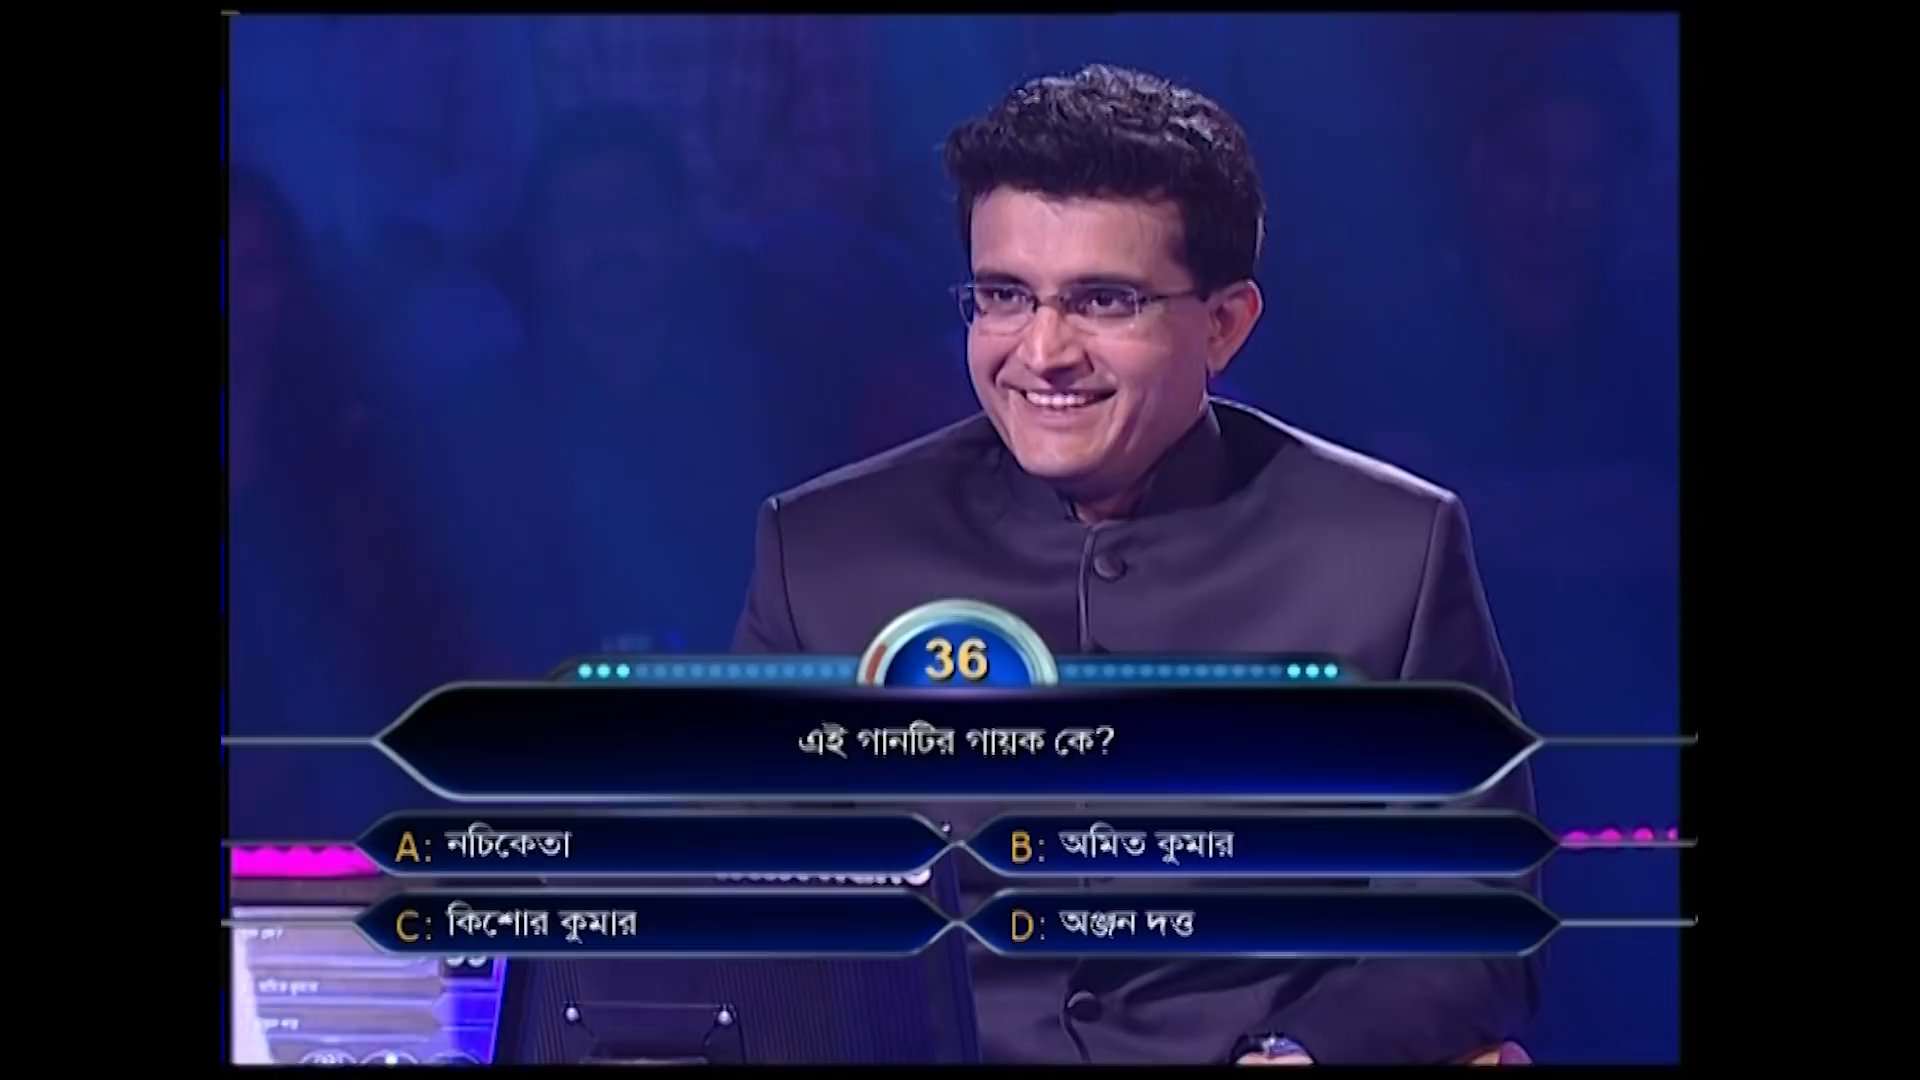 36
এই গানটির গায়ক কে?
A: নচিকেতা
B: অমিত কুমার
C: কিশোর কুমার
D: অঞ্জন দত্ত